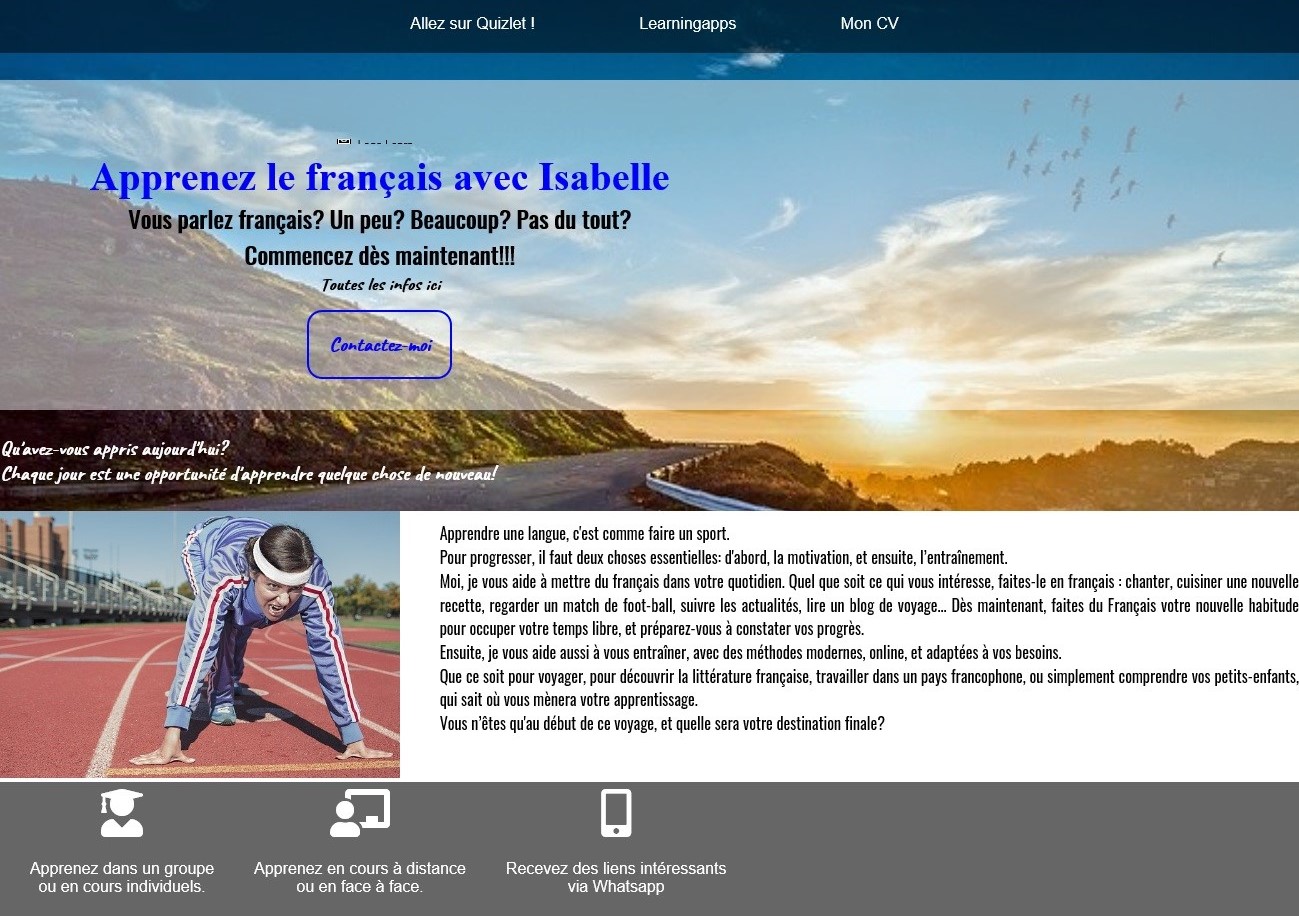 Allez sur Quizlet ! Learningapps Mon CV
Apprenez le français avec Isabelle
Vous parlez français? Un peu? Beaucoup? Pas du tout?
Commencez dès maintenant!!!
Toutes les infos ici
Contactez-moi
Qu'avez-vous appris aujourd'hui?
Chaque jour est une opportunité d'apprendre quelque chose de nouveau!
Apprendre une langue, c'est comme faire un sport.
Pour progresser, il faut deux choses essentielles: d'abord, la motivation, et ensuite, l’entraînement.
Moi, je vous aide à mettre du français dans votre quotidien. Quel que soit ce qui vous intéresse, faites-le en français : chanter, cuisiner une nouvelle
recette, regarder un match de foot-ball, suivre les actualités, lire un blog de voyage... Dès maintenant, faites du Français votre nouvelle habitude
pour occuper votre temps libre, et préparez-vous à constater vos progrès.
Ensuite, je vous aide aussi à vous entraîner, avec des méthodes modernes, online, et adaptées à vos besoins.
Que ce soit pour voyager, pour découvrir la littérature française, travailler dans un pays francophone, ou simplement comprendre vos petits-enfants,
qui sait où vous mènera votre apprentissage.
Vous n’êtes qu'au début de ce voyage, et quelle sera votre destination finale?
Apprenez dans un groupe
ou en cours individuels.
Apprenez en cours à distance
ou en face à face.
Recevez des liens intéressants
via Whatsapp